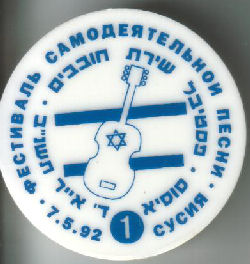 ФЕСТИВАЛЬ САМОДЕЯТЕЛЬНОЙ ПЕСНИ
СУСИЯ
7.5.92
פסטיבל
שירת חובבים
סוסיא
ד' אייר
1